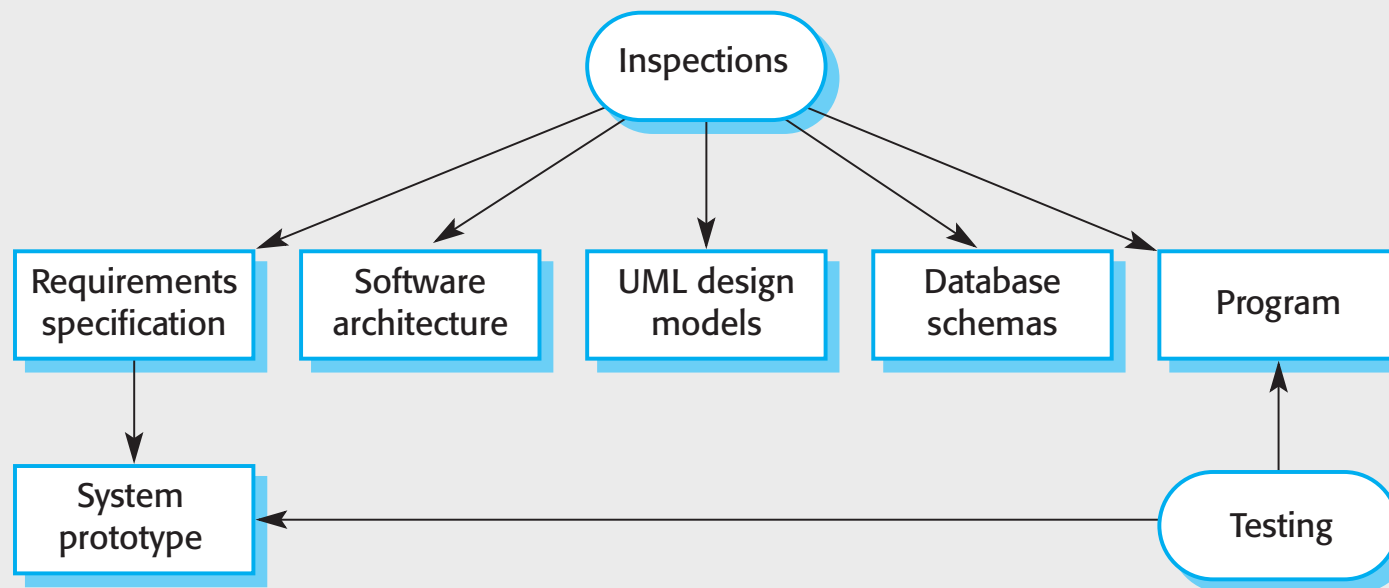 Inspections
Requirements
specification
Software
architecture
UML design
models
Database
schemas
Program
System
prototype
Testing